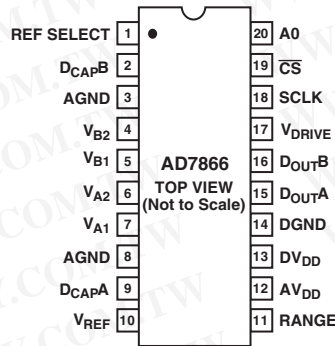 REF SELECT 1
DCAPB 2
AGND 3
VB2 4
VB1 5
VA2 6
VA1 7
AGND 8
DCAPA 9
VREF 10
AD7866
TOP VIEW
(Not to Scale)
20 A0
19 CS
18 SCLK
17 VDRIVE
16 DOUTB
15 DOUTA
14 DGND
13 DVDD
12 AVDD
11 RANGE